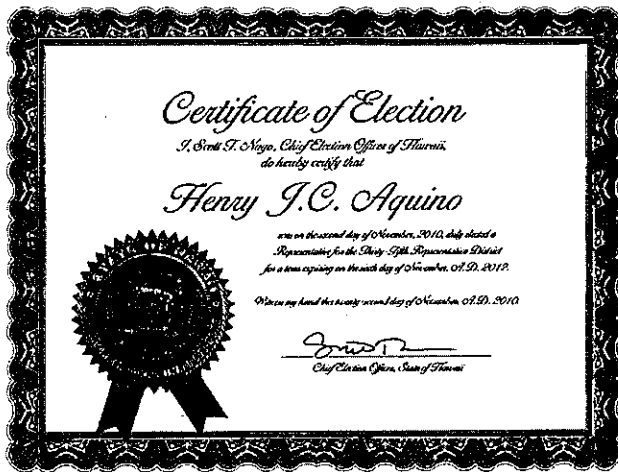 Certificate of Election
I, Scott T. Nago, Chief Election Officer of Hawaii,
do hereby certify that
Henry J.C. Aquino
was on the second day of November, 2010, duly elected a
Representative for the Thirty-Fifth Representative District
for a term expiring on the sixth day of November, A.D. 2012.
Witness my hand this twenty-second day of November, A.D. 2010.
Chief Election Officer, State of Hawaii